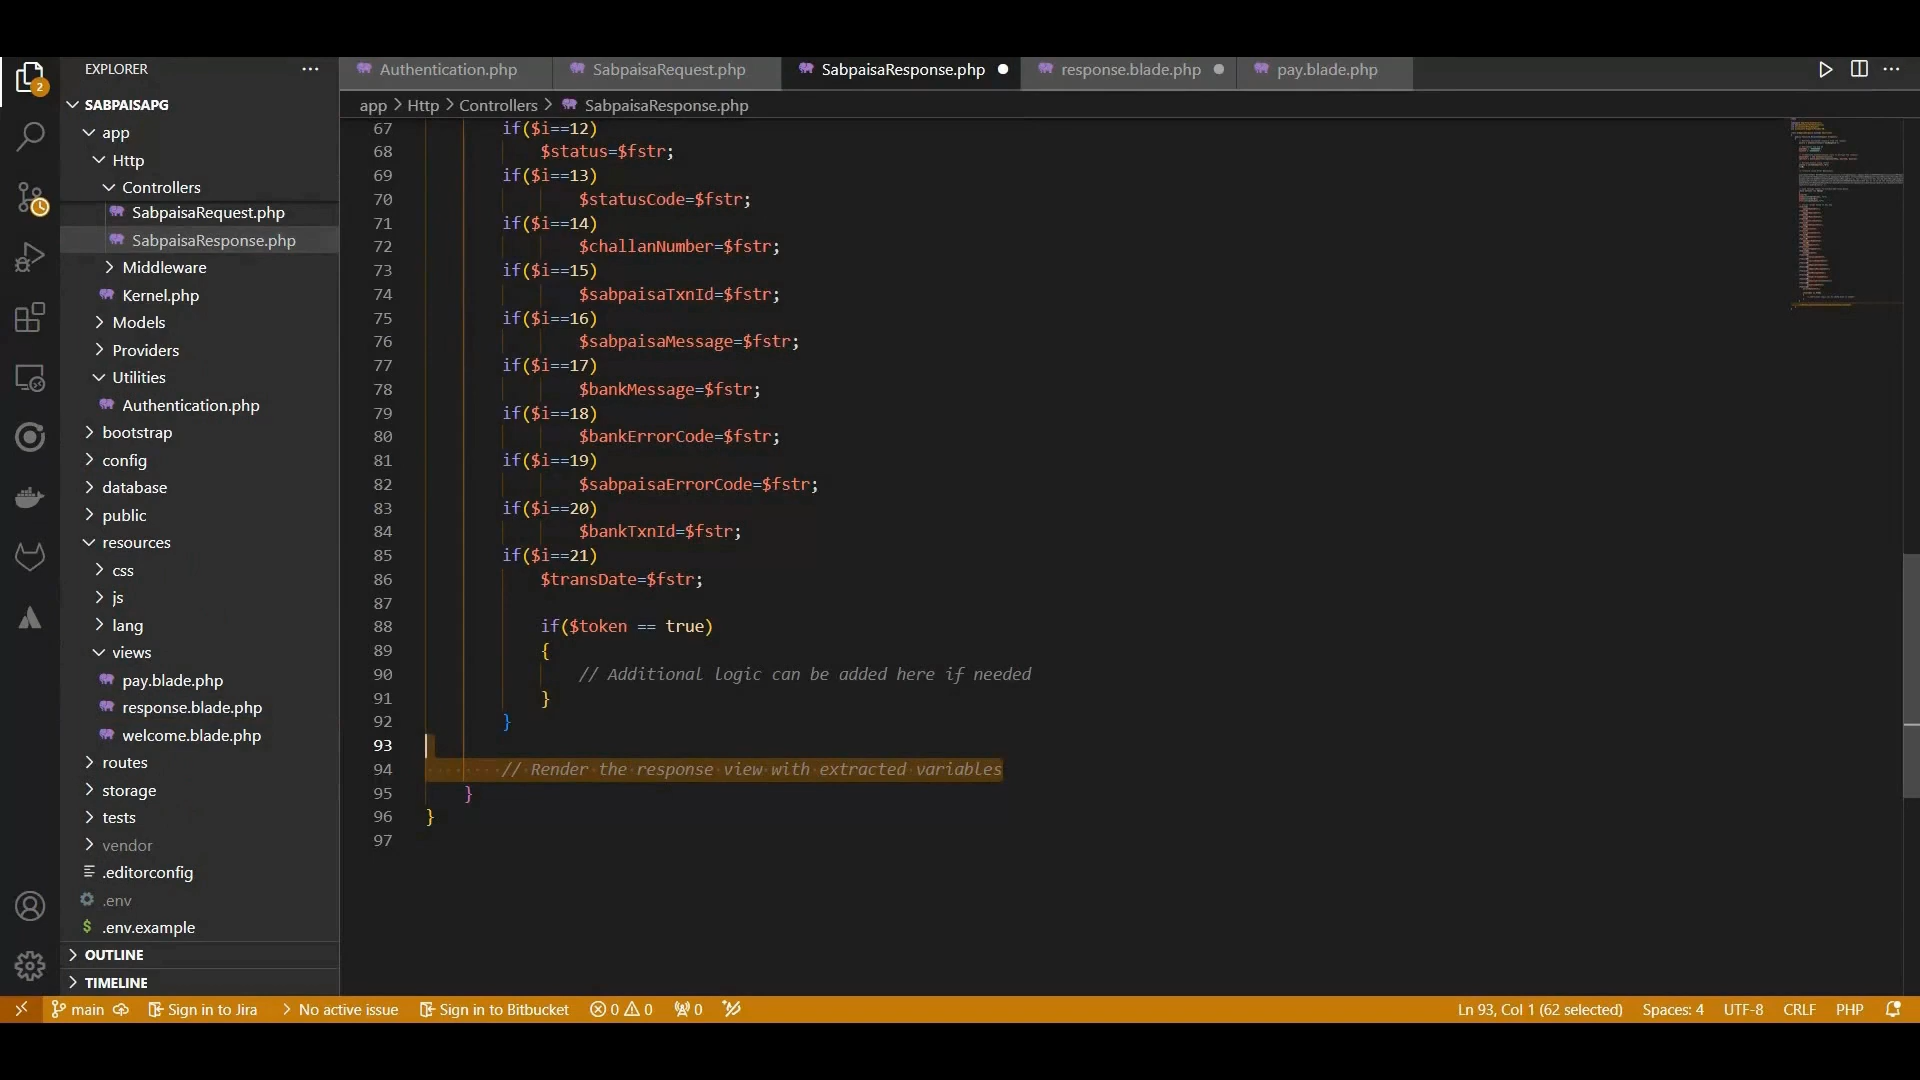 EXPLORER
SABPAISAPG
app
Http
Controllers
SabpaisaRequest.php
SabpaisaResponse.php
Middleware
Kernel.php
Models
Providers
Utilities
Authentication.php
bootstrap
config
database
public
resources
css
js
lang
views
pay.blade.php
response.blade.php
welcome.blade.php
routes
storage
tests
vendor
.editorconfig
.env
$ .env.example
OUTLINE
TIMELINE
2
Authentication.php
SabpaisaRequest.php
SabpaisaResponse.php
response.blade.php
pay.blade.php
app > Http > Controllers > SabpaisaResponse.php
67 if($i==12)
68 $status=$fstr;
69 if($i==13)
70 $statusCode=$fstr;
71 if($i==14)
72 $challanNumber=$fstr;
73 if($i==15)
74 $sabpaisaTxnId=$fstr;
75 if($i==16)
76 $sabpaisaMessage=$fstr;
77 if($i==17)
78 $bankMessage=$fstr;
79 if($i==18)
80 $bankErrorCode=$fstr;
81 if($i==19)
82 $sabpaisaErrorCode=$fstr;
83 if($i==20)
84 $bankTxnId=$fstr;
85 if($i==21)
86 $transDate=$fstr;
87
88 if($token == true)
89 {
90 // Additional logic can be added here if needed
91 }
92 }
93
94 // Render the response view with extracted variables
95 }
96 }
97
main Sign in to Jira > No active issue Sign in to Bitbucket 0 0 0 Ln 93, Col 1 (62 selected) Spaces: 4 UTF-8 CRLF PHP